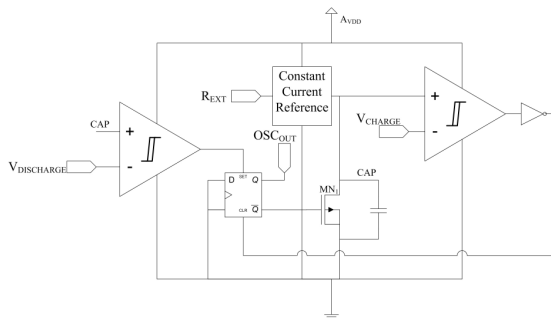 AVDD
Constant
Current
Reference
REXT
CAP
+
-
VDISCHARGE
OSCOUT
VCHARGE
+
-
D SET Q
CLR Q̅
MN1
CAP